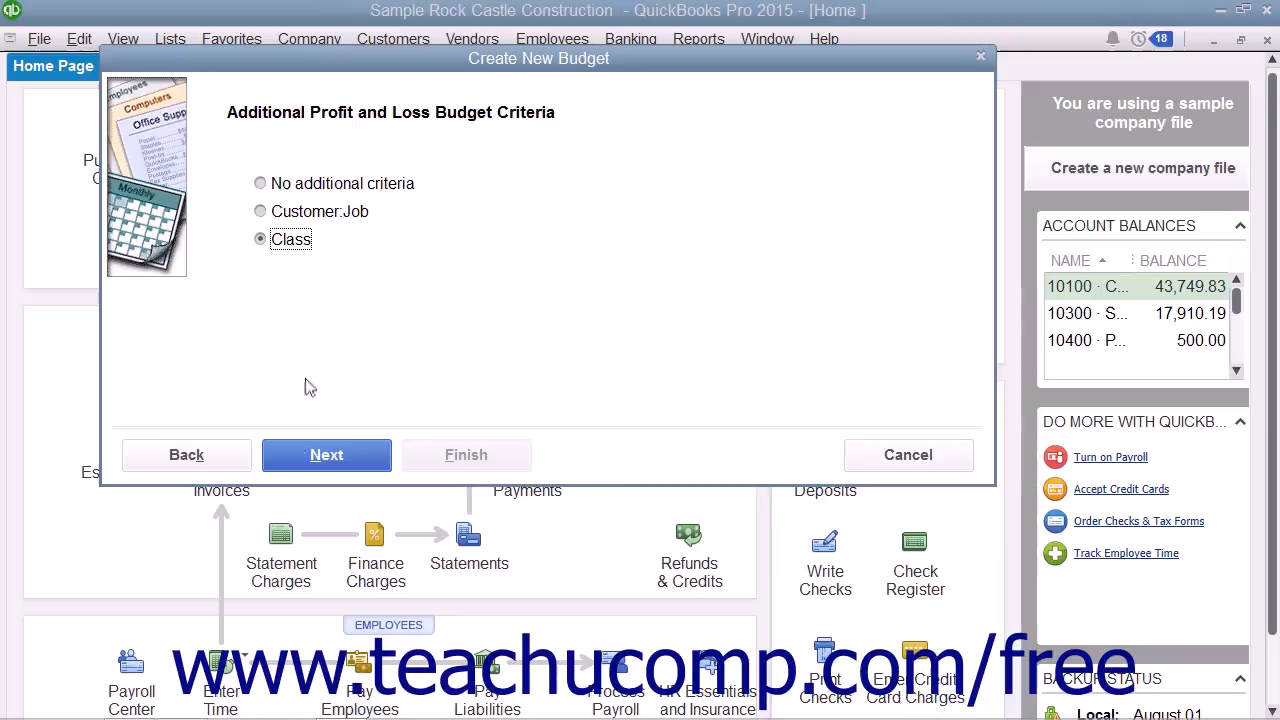 Sample Rock Castle Construction - QuickBooks Pro 2015 - [Home ]
File Edit View Lists Favorites Company Customers Vendors Employees Banking Reports Window Help
18
Home Page
Create New Budget
Employees
Computers
Office Supp
Monthly
Additional Profit and Loss Budget Criteria
No additional criteria
Customer:Job
Class
Back Next Finish Cancel
You are using a sample
company file
Create a new company file
ACCOUNT BALANCES
NAME BALANCE
10100 · C... 43,749.83
10300 · S... 17,910.19
10400 · P... 500.00
DO MORE WITH QUICKB...
Turn on Payroll
Accept Credit Cards
Order Checks & Tax Forms
Track Employee Time
Invoices
Payments
Deposits
Statement
Charges
Finance
Charges
Statements
Refunds
& Credits
Write
Checks
Check
Register
EMPLOYEES
Payroll
Center
Enter
Time
Pay
Employees
Pay
Liabilities
Process
Payroll
HR Essentials
and Insurance
Print
Checks
Enter Credit
Card Charges
BACKUP STATUS
Local: August 01
www.teachucomp.com/free